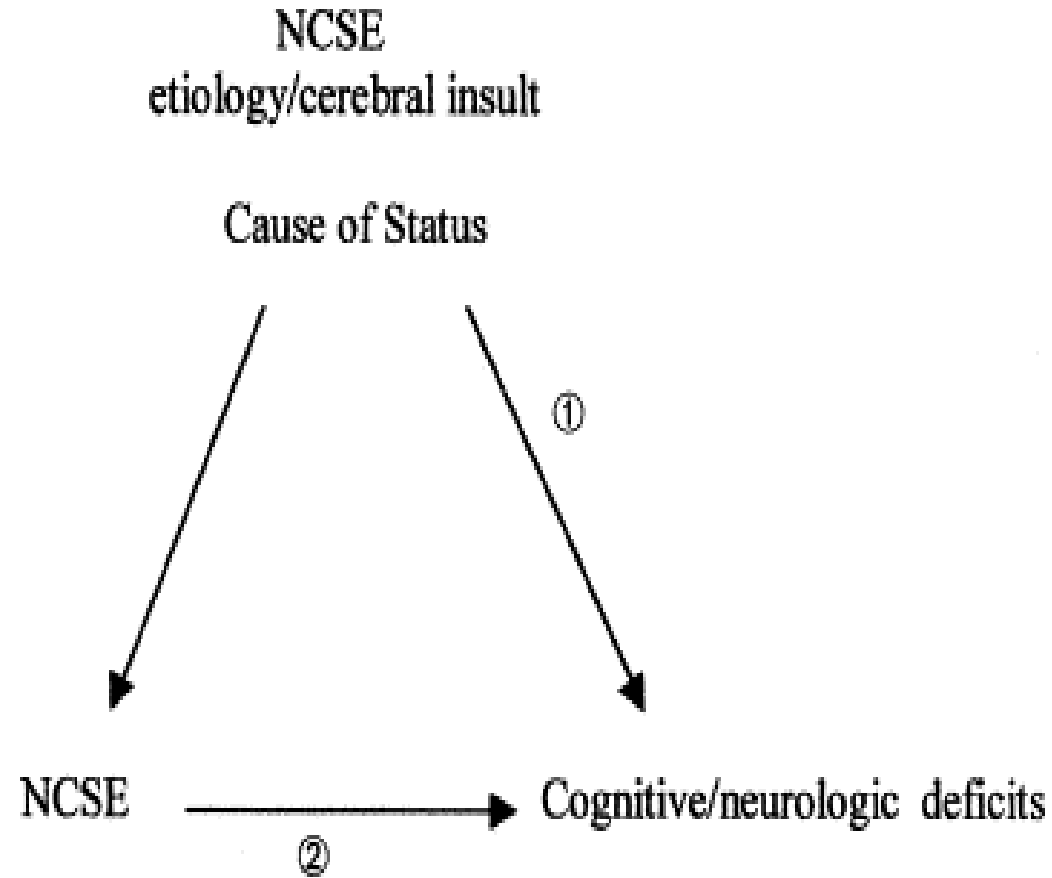 NCSE
etiology/cerebral insult
Cause of Status
①
NCSE
Cognitive/neurologic deficits
②